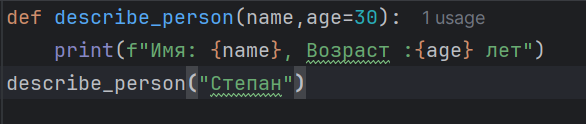 def describe_person(name,age=30): 1 usage
    print(f"Имя: {name}, Возраст :{age} лет")
describe_person("Степан")